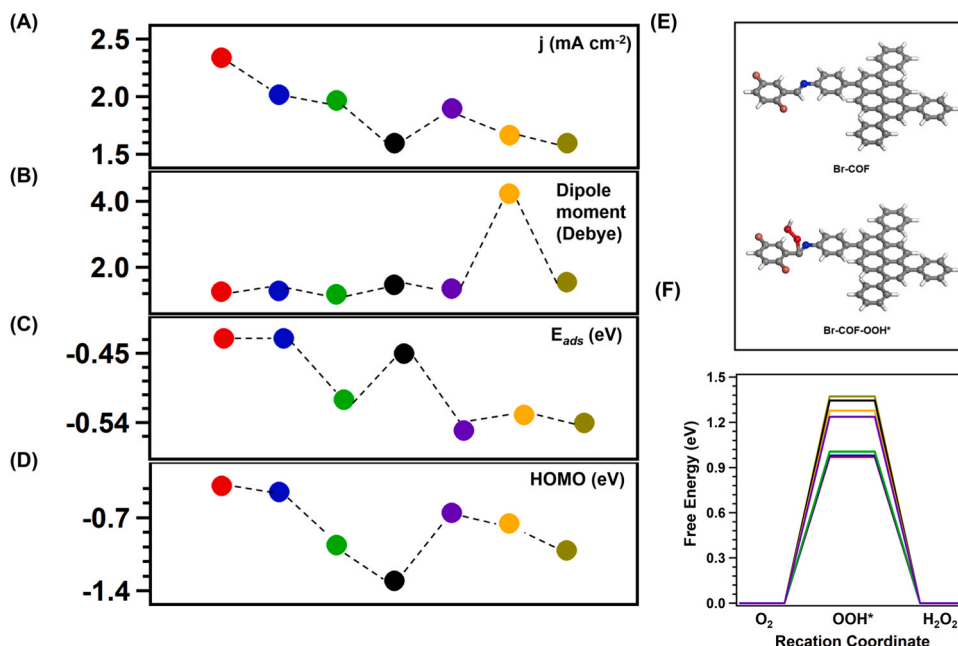 (A)
j (mA cm-2)
2.5
2.0
1.5
(B)
Dipole
moment
(Debye)
4.0
2.0
(C)
Eads (eV)
-0.45
-0.54
(D)
HOMO (eV)
-0.7
-1.4
(E)
Br-COF
Br-COF-OOH*
(F)
1.5
1.2
0.9
0.6
0.3
0.0
Free Energy (eV)
O2 OOH* H2O2
Recation Coordinate